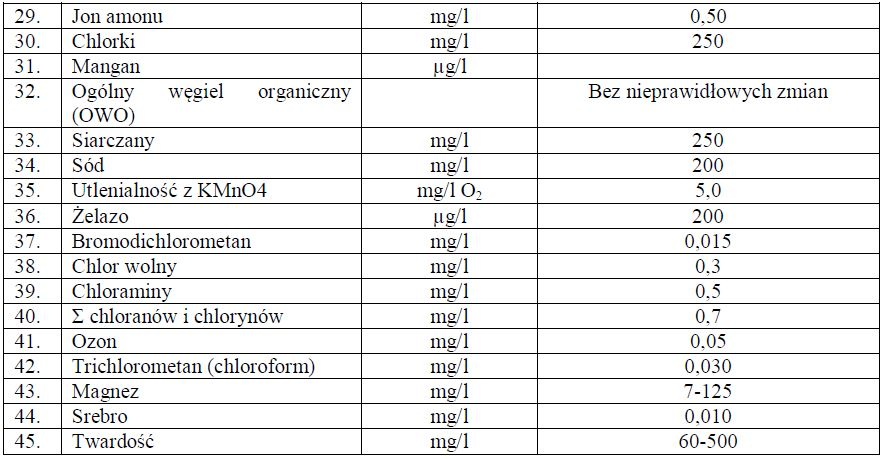 29. Jon amonu mg/l 0,50
30. Chlorki mg/l 250
31. Mangan µg/l
32. Ogólny węgiel organiczny Bez nieprawidłowych zmian
(OWO)
33. Siarczany mg/l 250
34. Sód mg/l 200
35. Utlenialność z KMnO4 mg/l O₂ 5,0
36. Żelazo µg/l 200
37. Bromodichlorometan mg/l 0,015
38. Chlor wolny mg/l 0,3
39. Chloraminy mg/l 0,5
40. Σ chloranów i chlorynów mg/l 0,7
41. Ozon mg/l 0,05
42. Trichlorometan (chloroform) mg/l 0,030
43. Magnez mg/l 7-125
44. Srebro mg/l 0,010
45. Twardość mg/l 60-500